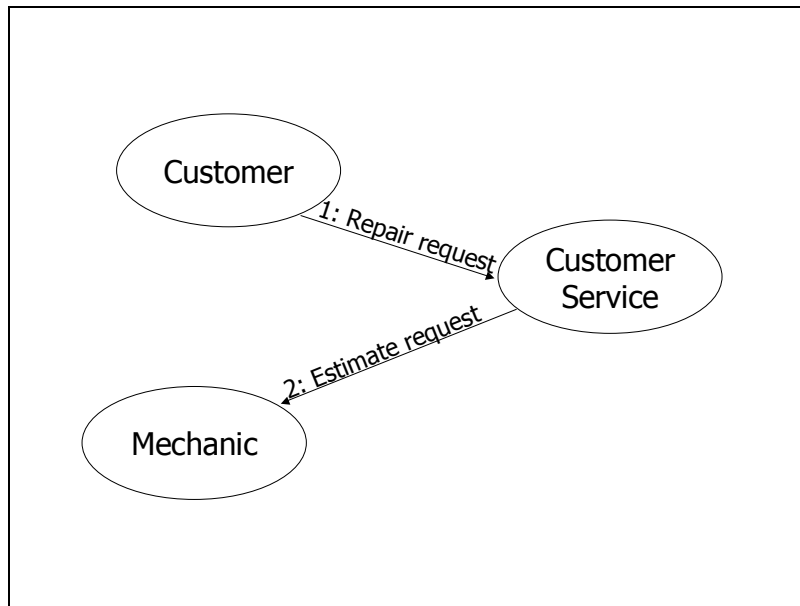 Customer
1: Repair request
Customer
Service
2: Estimate request
Mechanic